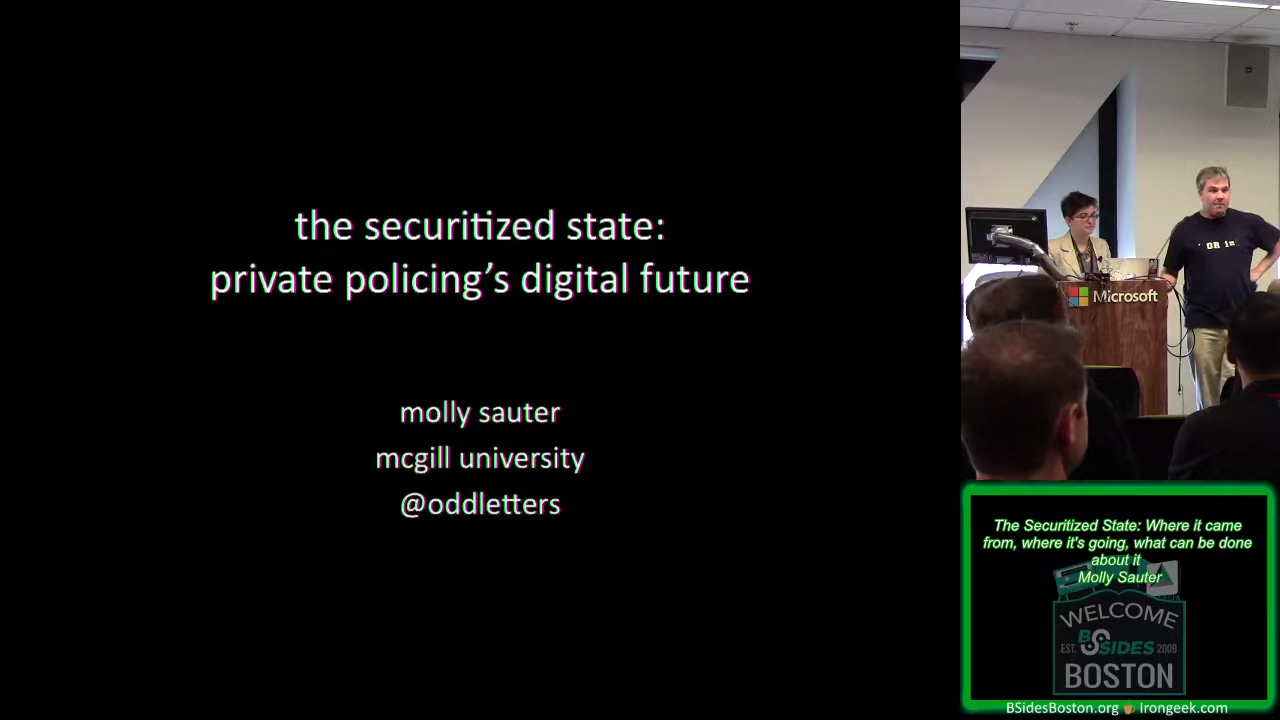 the securitized state:
private policing's digital future
molly sauter
mcgill university
@oddletters
' OR 1=
Microsoft
The Securitized State: Where it came
from, where it's going, what can be done
about it
Molly Sauter
WELCOME
EST. BSIDES 2009
BOSTON
BSidesBoston.org Irongeek.com